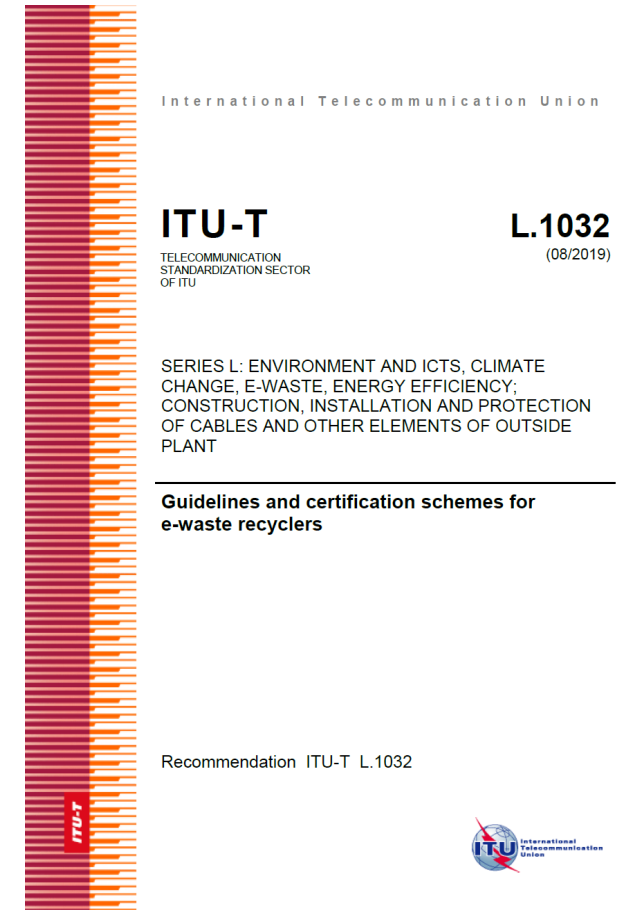 International Telecommunication Union
ITU-T
L.1032
TELECOMMUNICATION
STANDARDIZATION SECTOR
OF ITU
(08/2019)
SERIES L: ENVIRONMENT AND ICTS, CLIMATE
CHANGE, E-WASTE, ENERGY EFFICIENCY;
CONSTRUCTION, INSTALLATION AND PROTECTION
OF CABLES AND OTHER ELEMENTS OF OUTSIDE
PLANT
Guidelines and certification schemes for
e-waste recyclers
Recommendation ITU-T L.1032
ITU-T
ITU
International
Telecommunication
Union